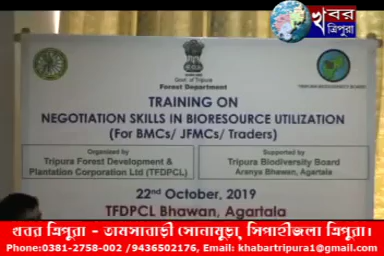 খবর
ত্রিপুরা
Govt. of Tripura
Forest Department
TRAINING ON
NEGOTIATION SKILLS IN BIORESOURCE UTILIZATION
(For BMCs/ JFMCs/ Traders)
Organized by
Tripura Forest Development &
Plantation Corporation Ltd (TFDPCL)
Supported by
Tripura Biodiversity Board
Aranya Bhawan, Agartala
22nd October, 2019
TFDPCL Bhawan, Agartala
খবর ত্রিপুরা - তামসাবাড়ী সোনামুড়া, সিপাহীজলা ত্রিপুরা।
Phone:0381-2758-002 /9436502176, Email: khabartripura1@gmail.com